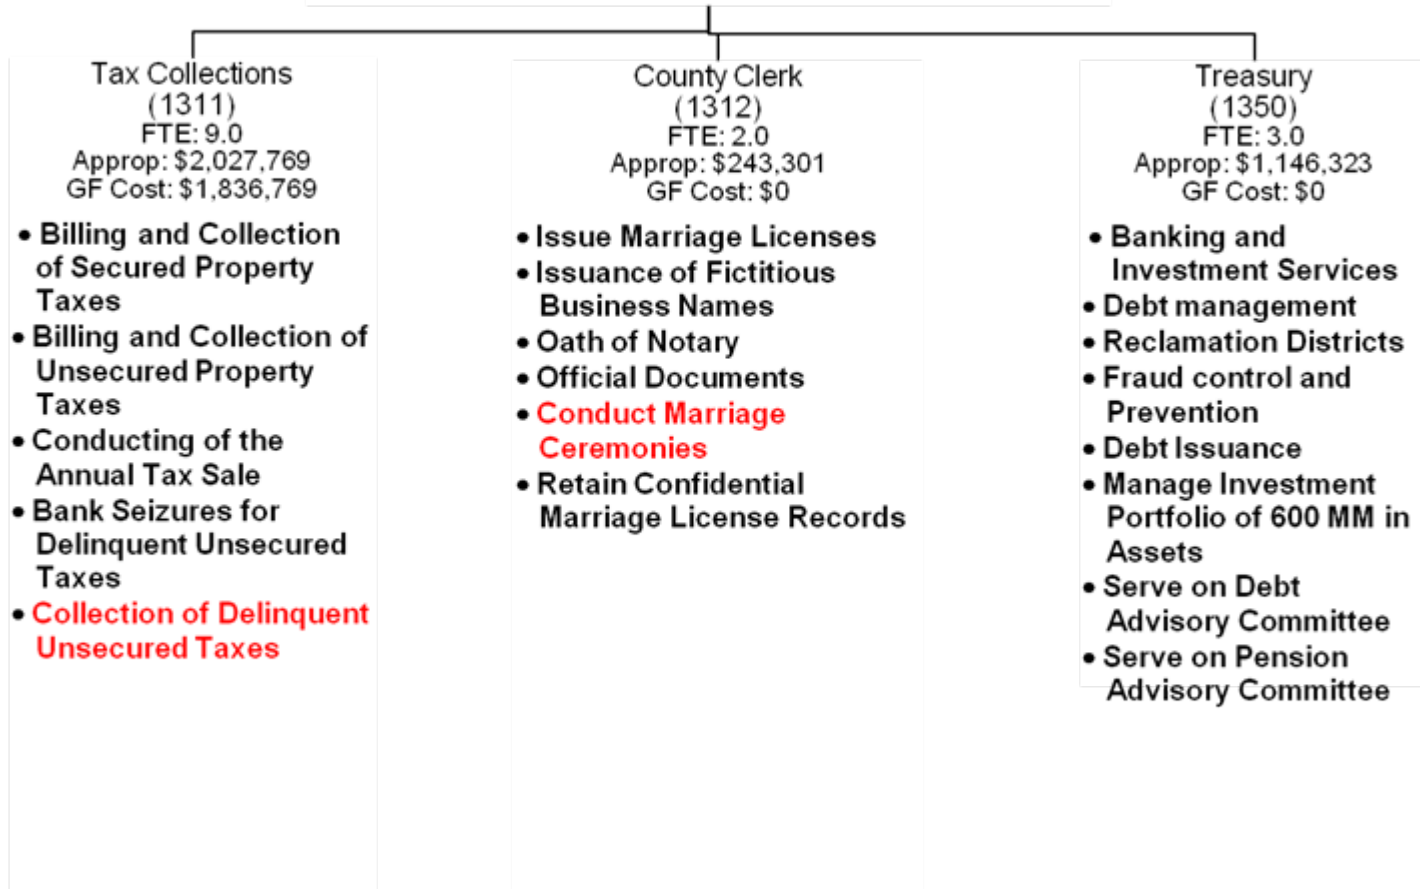 Tax Collections
(1311)
FTE: 9.0
Approp: $2,027,769
GF Cost: $1,836,769
• Billing and Collection
of Secured Property
Taxes
• Billing and Collection of
Unsecured Property
Taxes
• Conducting of the
Annual Tax Sale
• Bank Seizures for
Delinquent Unsecured
Taxes
• Collection of Delinquent
Unsecured Taxes
County Clerk
(1312)
FTE: 2.0
Approp: $243,301
GF Cost: $0
• Issue Marriage Licenses
• Issuance of Fictitious
Business Names
• Oath of Notary
• Official Documents
• Conduct Marriage
Ceremonies
• Retain Confidential
Marriage License Records
Treasury
(1350)
FTE: 3.0
Approp: $1,146,323
GF Cost: $0
• Banking and
Investment Services
• Debt management
• Reclamation Districts
• Fraud control and
Prevention
• Debt Issuance
• Manage Investment
Portfolio of 600 MM in
Assets
• Serve on Debt
Advisory Committee
• Serve on Pension
Advisory Committee